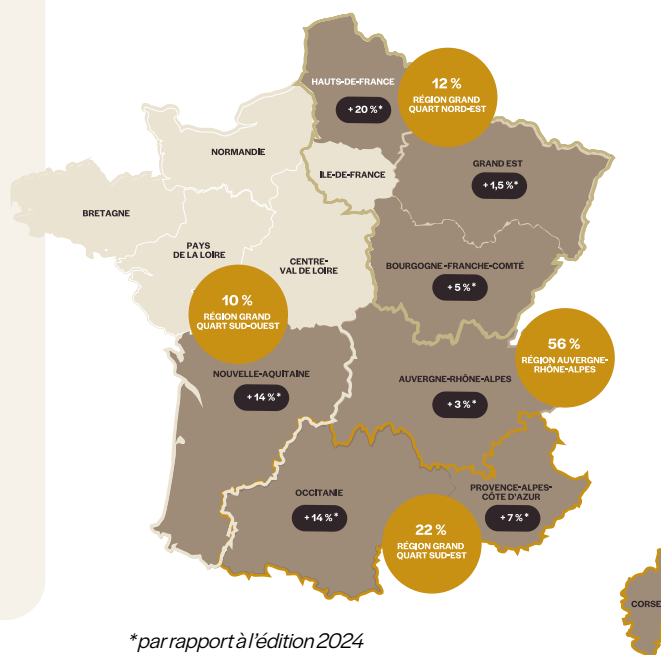 HAUTS-DE-FRANCE
+ 20 %*
12 %
RÉGION GRAND
QUART NORD-EST
NORMANDIE
ÎLE-DE-FRANCE
GRAND EST
+ 1,5 %*
BRETAGNE
PAYS
DE LA LOIRE
CENTRE-
VAL DE LOIRE
BOURGOGNE-FRANCHE-COMTÉ
+ 5 %*
10 %
RÉGION GRAND
QUART SUD-OUEST
56 %
RÉGION AUVERGNE-
RHÔNE-ALPES
NOUVELLE-AQUITAINE
+ 14 %*
AUVERGNE-RHÔNE-ALPES
+ 3 %*
OCCITANIE
+ 14 %*
PROVENCE-ALPES-
CÔTE D'AZUR
+ 7 %*
22 %
RÉGION GRAND
QUART SUD-EST
CORSE
* par rapport à l'édition 2024